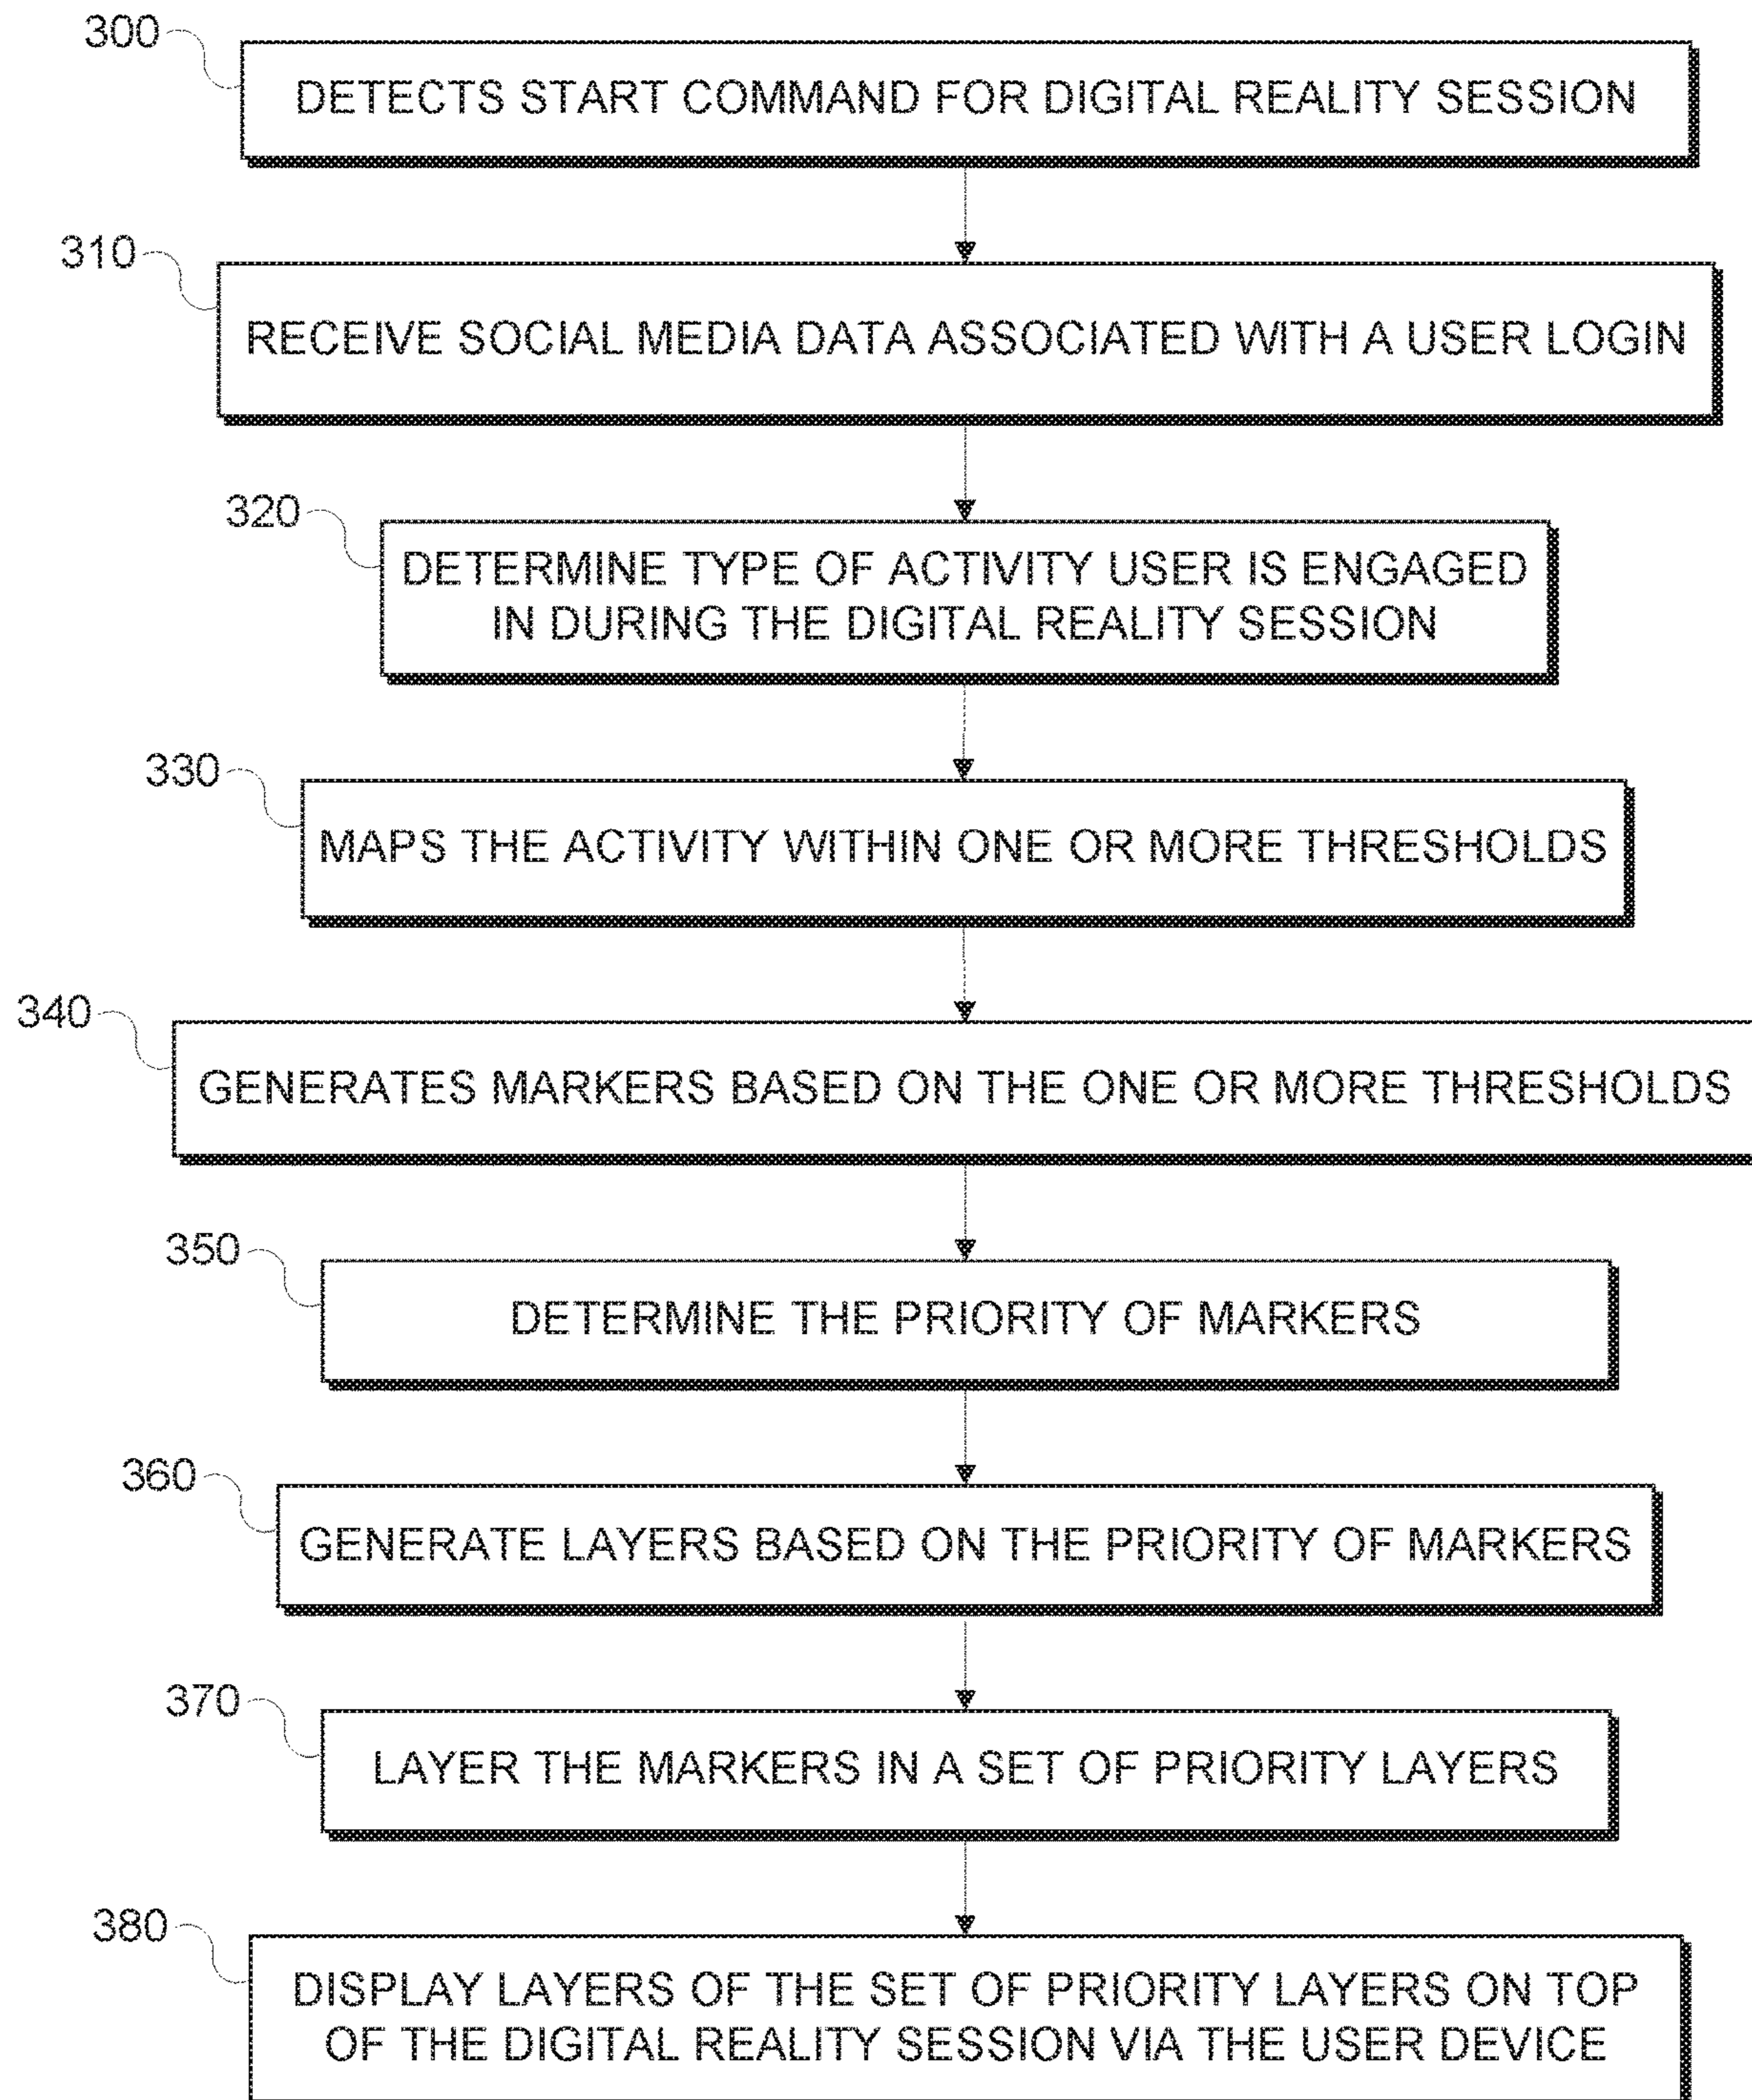 300
DETECTS START COMMAND FOR DIGITAL REALITY SESSION
310
RECEIVE SOCIAL MEDIA DATA ASSOCIATED WITH A USER LOGIN
320
DETERMINE TYPE OF ACTIVITY USER IS ENGAGED
IN DURING THE DIGITAL REALITY SESSION
330
MAPS THE ACTIVITY WITHIN ONE OR MORE THRESHOLDS
340
GENERATES MARKERS BASED ON THE ONE OR MORE THRESHOLDS
350
DETERMINE THE PRIORITY OF MARKERS
360
GENERATE LAYERS BASED ON THE PRIORITY OF MARKERS
370
LAYER THE MARKERS IN A SET OF PRIORITY LAYERS
380
DISPLAY LAYERS OF THE SET OF PRIORITY LAYERS ON TOP
OF THE DIGITAL REALITY SESSION VIA THE USER DEVICE